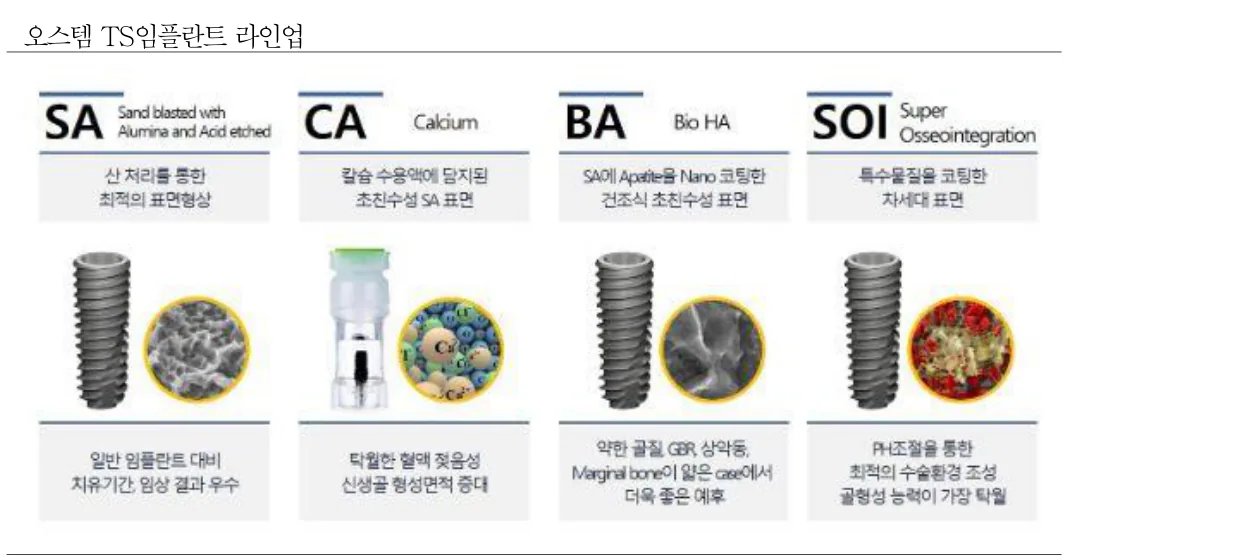 오스템 TS임플란트 라인업
SA
Sand blasted with
Alumina and Acid etched
산 처리를 통한
최적의 표면형상
일반 임플란트 대비
치유기간, 임상 결과 우수
CA
Calcium
칼슘 수용액에 담지된
초친수성 SA 표면
Ca
탁월한 혈액 젖음성
신생골 형성면적 증대
BA
Bio HA
SA에 Apatite을 Nano 코팅한
건조식 초친수성 표면
약한 골질, GBR, 상악동,
Marginal bone이 얇은 case에서
더욱 좋은 예후
SOI
Super
Osseointegration
특수물질을 코팅한
차세대 표면
PH조절을 통한
최적의 수술환경 조성
골형성 능력이 가장 탁월